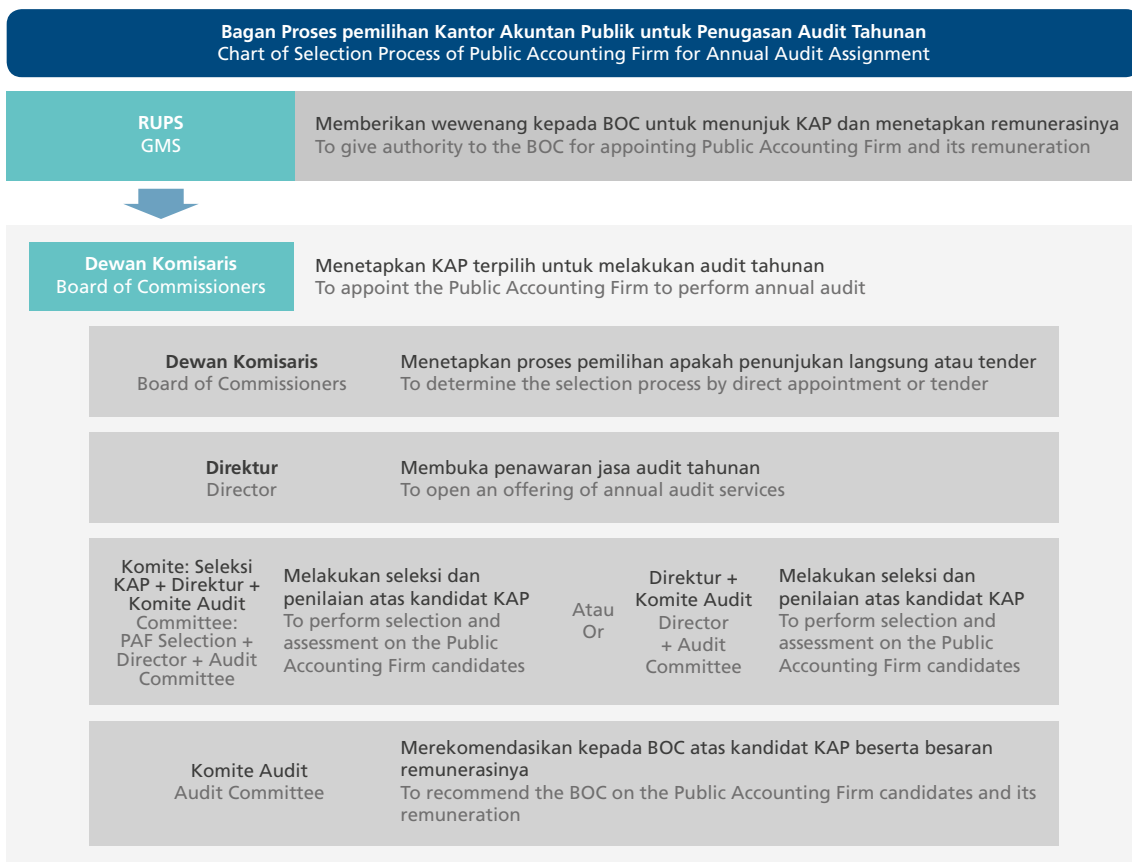 Bagan Proses pemilihan Kantor Akuntan Publik untuk Penugasan Audit Tahunan
Chart of Selection Process of Public Accounting Firm for Annual Audit Assignment
RUPS
GMS
Memberikan wewenang kepada BOC untuk menunjuk KAP dan menetapkan remunerasinya
To give authority to the BOC for appointing Public Accounting Firm and its remuneration
Dewan Komisaris
Board of Commissioners
Menetapkan KAP terpilih untuk melakukan audit tahunan
To appoint the Public Accounting Firm to perform annual audit
Dewan Komisaris
Board of Commissioners
Menetapkan proses pemilihan apakah penunjukan langsung atau tender
To determine the selection process by direct appointment or tender
Direktur
Director
Membuka penawaran jasa audit tahunan
To open an offering of annual audit services
Komite: Seleksi
KAP + Direktur +
Komite Audit
Committee:
PAF Selection +
Director + Audit
Committee
Melakukan seleksi dan
penilaian atas kandidat KAP
To perform selection and
assessment on the Public
Accounting Firm candidates
Atau
Or
Direktur +
Komite Audit
Director
+ Audit
Committee
Melakukan seleksi dan
penilaian atas kandidat KAP
To perform selection and
assessment on the Public
Accounting Firm candidates
Komite Audit
Audit Committee
Merekomendasikan kepada BOC atas kandidat KAP beserta besaran
remunerasinya
To recommend the BOC on the Public Accounting Firm candidates and its
remuneration